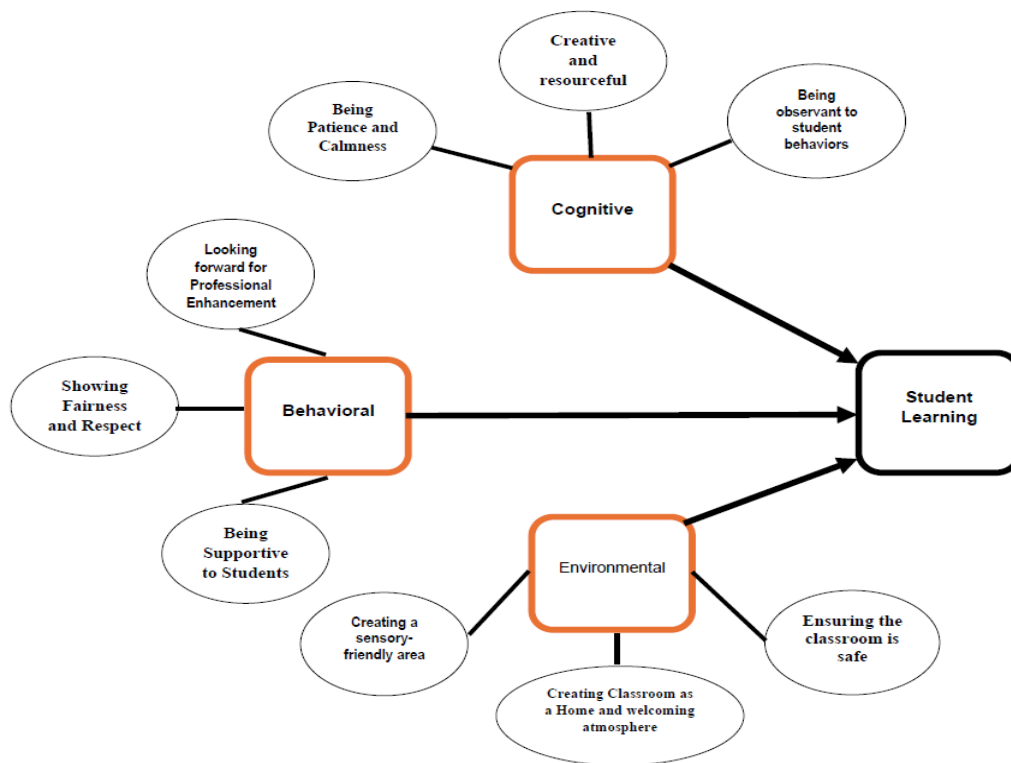 Creative
and
resourceful
Being
Patience and
Calmness
Being
observant to
student
behaviors
Cognitive
Looking
forward for
Professional
Enhancement
Showing
Fairness
and Respect
Behavioral
Student
Learning
Being
Supportive
to Students
Environmental
Creating a
sensory-
friendly area
Ensuring the
classroom is
safe
Creating Classroom as
a Home and welcoming
atmosphere